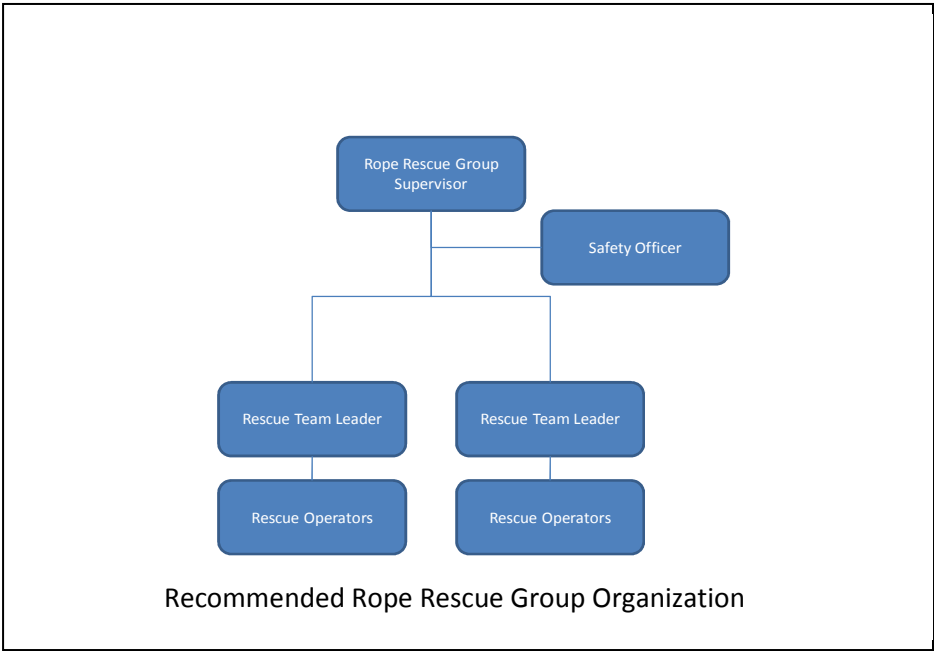 Rope Rescue Group
Supervisor
Safety Officer
Rescue Team Leader
Rescue Team Leader
Rescue Operators
Rescue Operators
Recommended Rope Rescue Group Organization